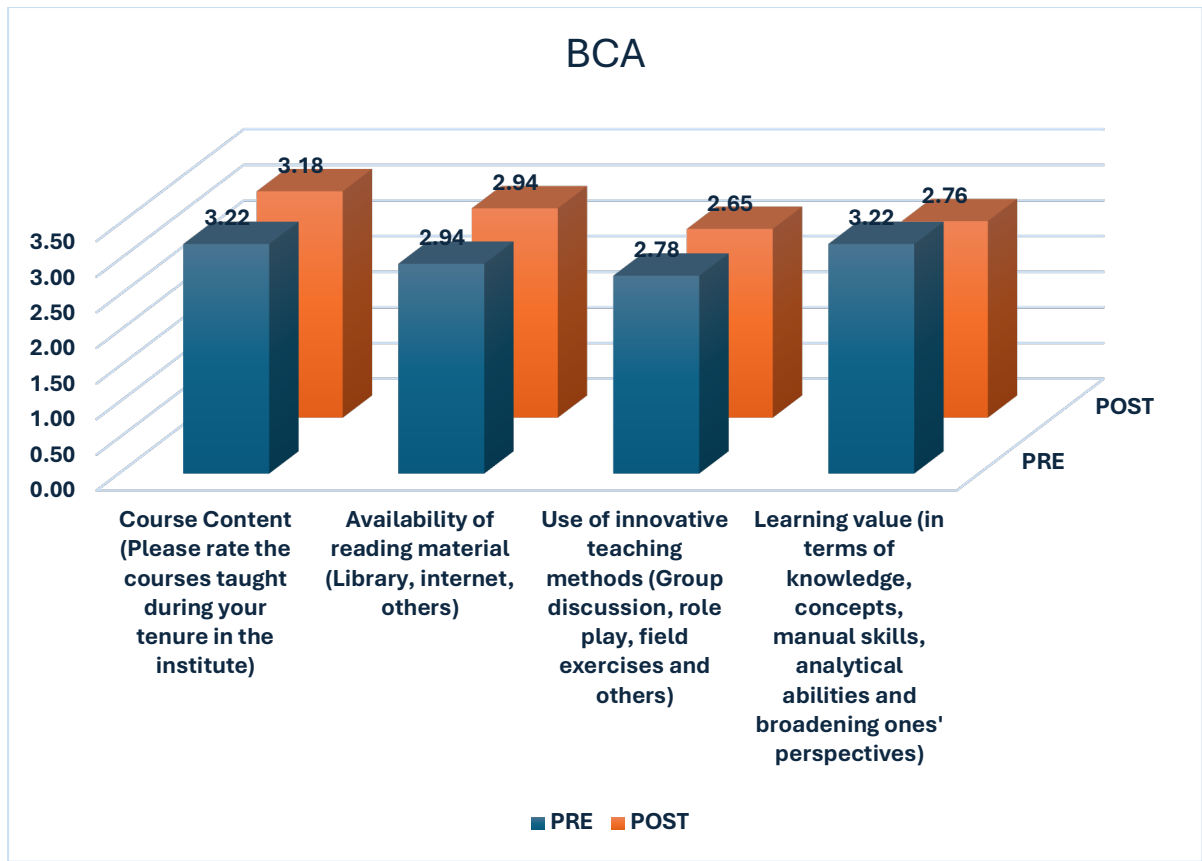 BCA
3.18
2.94
2.65
2.76
3.22
2.94
2.78
3.22
3.50
3.00
2.50
2.00
1.50
1.00
0.50
0.00
POST
PRE
Course Content
(Please rate the
courses taught
during your
tenure in the
institute)
Availability of
reading material
(Library, internet,
others)
Use of innovative
teaching
methods (Group
discussion, role
play, field
exercises and
others)
Learning value (in
terms of
knowledge,
concepts,
manual skills,
analytical
abilities and
broadening ones'
perspectives)
PRE POST